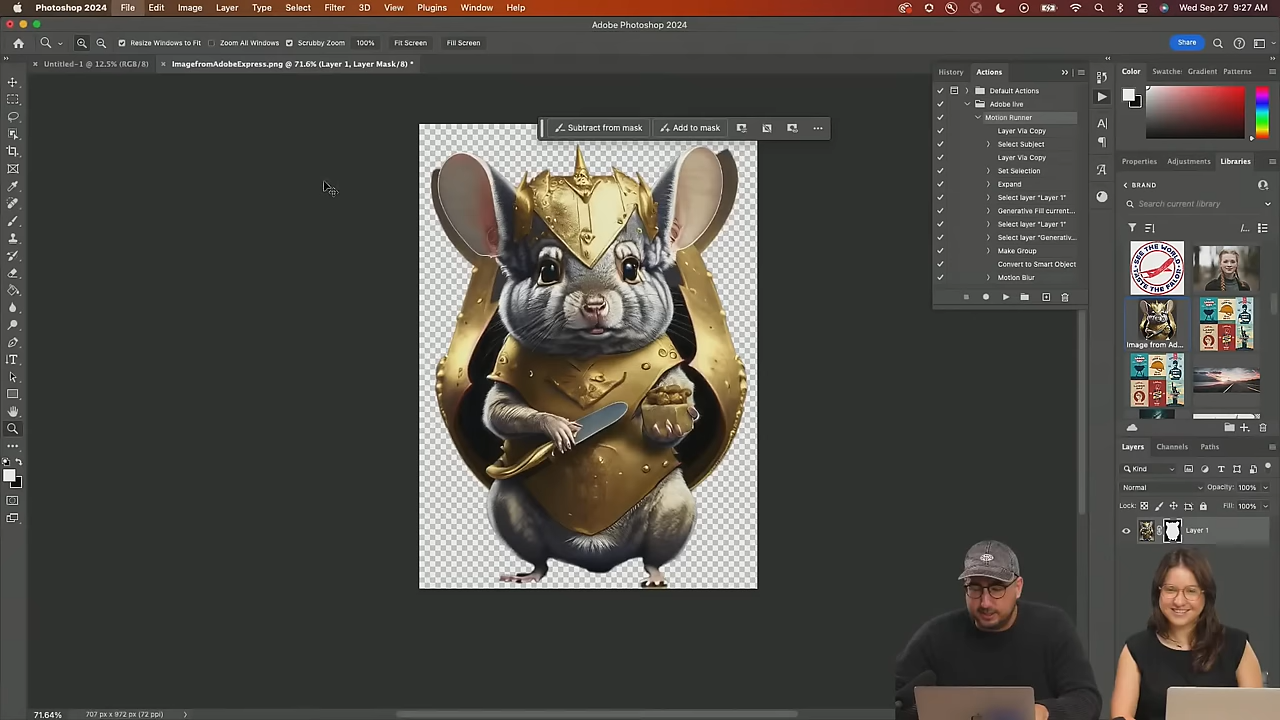 Photoshop 2024 File Edit Image Layer Type Select Filter 3D View Plugins Window Help Wed Sep 27 9:27 AM
Adobe Photoshop 2024
Resize Windows to Fit Zoom All Windows Scrubby Zoom 100% Fit Screen Fill Screen Share
Untitled-1 @ 12.5% (RGB/8) ImagefromAdobeExpress.png @ 71.6% (Layer 1, Layer Mask/8) *
History Actions
Default Actions
Adobe live
Motion Runner
Layer Via Copy
Select Subject
Layer Via Copy
Set Selection
Expand
Select layer "Layer 1"
Generative Fill current...
Select layer "Layer 1"
Select layer "Generativ...
Make Group
Convert to Smart Object
Motion Blur
Subtract from mask Add to mask
Color Swatche: Gradient Patterns
Properties Adjustments Libraries
BRAND
Search current library
Image from Ad...
Layers Channels Paths
Kind
Normal Opacity: 100%
Lock: Fill: 100%
Layer 1
71.64% 707 px x 972 px (72 ppi)